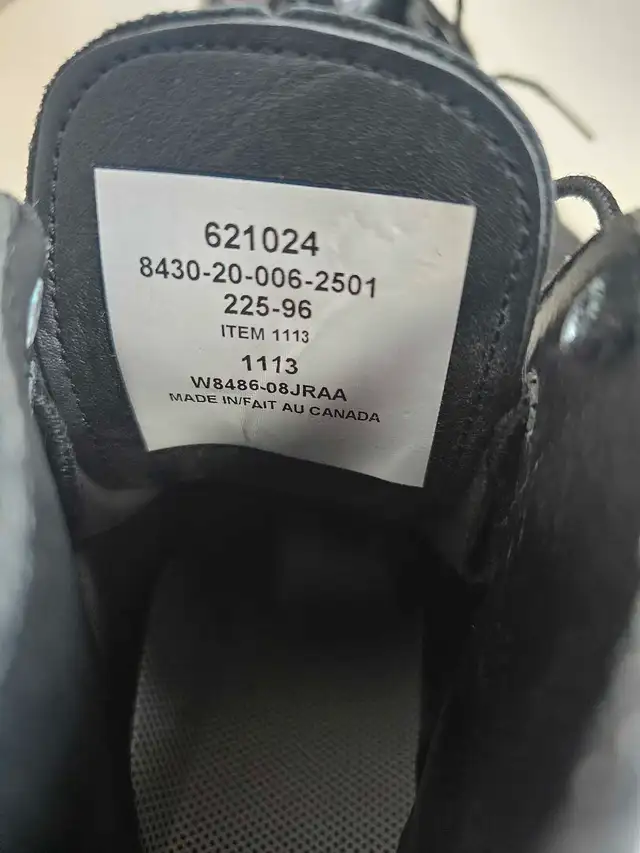 621024
8430-20-006-2501
225-96
ITEM 1113
1113
W8486-08JRAA
MADE IN/FAIT AU CANADA